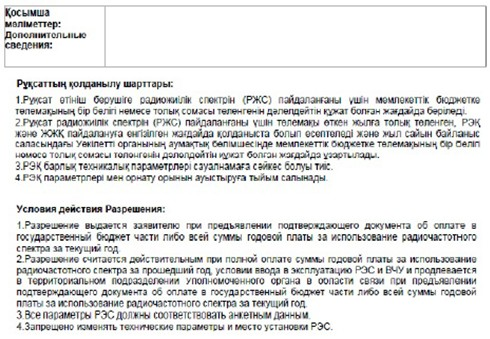 Қосымша
мәліметтер:
Дополнительные
сведения:
Рұқсаттың қолданылу шарттары:
1.Рұқсат өтініш берушіге радиожиілік спектрін (РЖС) пайдаланғаны үшін мемлекеттік бюджетке
төлемақының бір бөлігі немесе толық сомасы төленгенін дәлелдейтін құжат болған жағдайда беріледі.
2.Рұқсат радиожиілік спектрін (РЖС) пайдаланғаны үшін төлемақы өткен жылға толық төленген, РЭҚ
және ЖЖҚ пайдалануға енгізілген жағдайда қолданыста болып есептеледі және жыл сайын байланыс
саласындағы Уәкілетті органының аумақтық бөлімшесінде мемлекеттік бюджетке төлемақының бір бөлігі
немесе толық сомасы төленгенін дәлелдейтін құжат болған жағдайда ұзартылады.
3.РЭҚ барлық техникалық параметрлері сауалнамаға сәйкес болуы тиіс.
4.РЭҚ параметрлері мен орнату орынын ауыстыруға тыйым салынады.
Условия действия Разрешения:
1.Разрешение выдается заявителю при предъявлении подтверждающего документа об оплате в
государственный бюджет части либо всей суммы годовой платы за использование радиочастотного
спектра за текущий год.
2.Разрешение считается действительным при полной оплате суммы годовой платы за использование
радиочастотного спектра за прошедший год, условии ввода в эксплуатацию РЭС и ВЧУ и продлевается
в территориальном подразделении уполномоченного органа в области связи при предъявлении
подтверждающего документа об оплате в государственный бюджет части либо всей суммы годовой
платы за использование радиочастотного спектра за текущий год.
3.Все параметры РЭС должны соответствовать анкетным данным.
4.Запрещено изменять технические параметры и место установки РЭС.